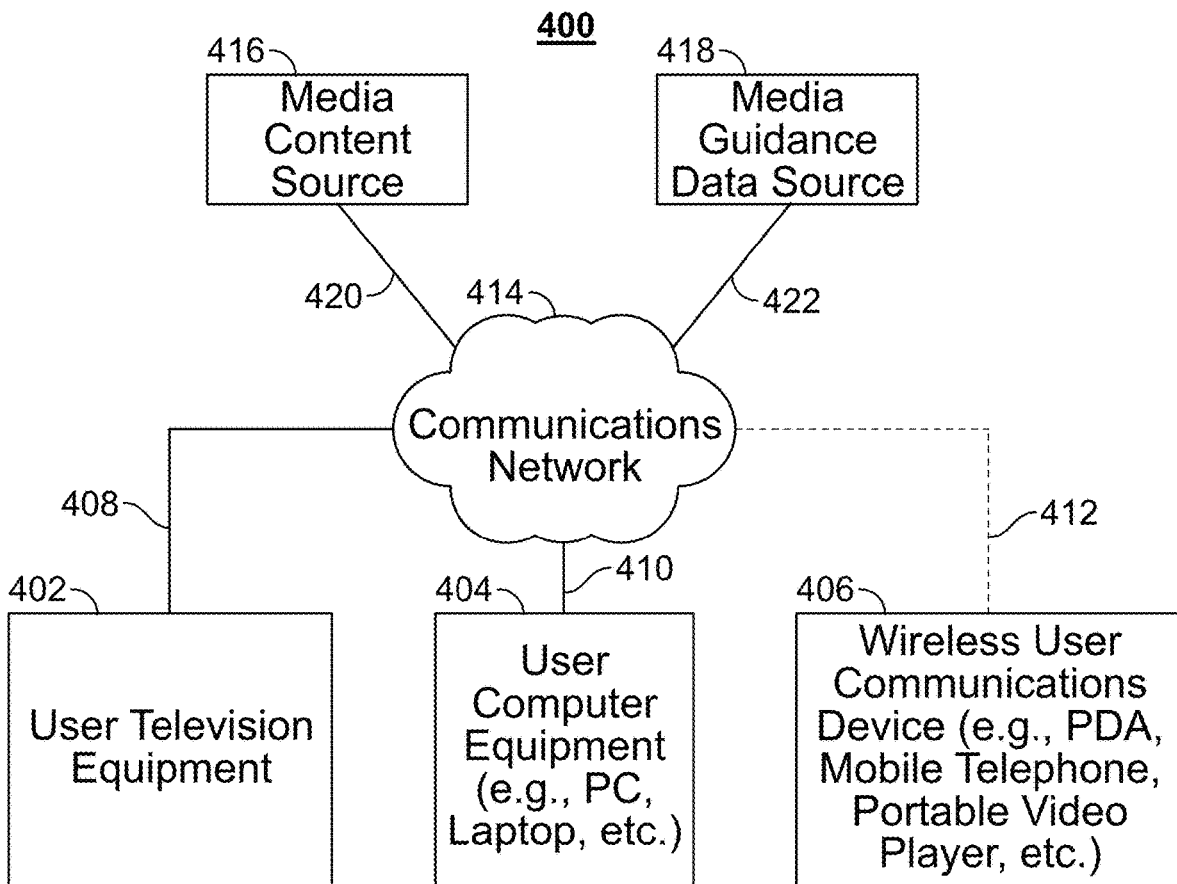 400
416
Media
Content
Source
418
Media
Guidance
Data Source
420
414
422
Communications
Network
408
412
402
404
410
406
User Television
Equipment
User
Computer
Equipment
(e.g., PC,
Laptop, etc.)
Wireless User
Communications
Device (e.g., PDA,
Mobile Telephone,
Portable Video
Player, etc.)